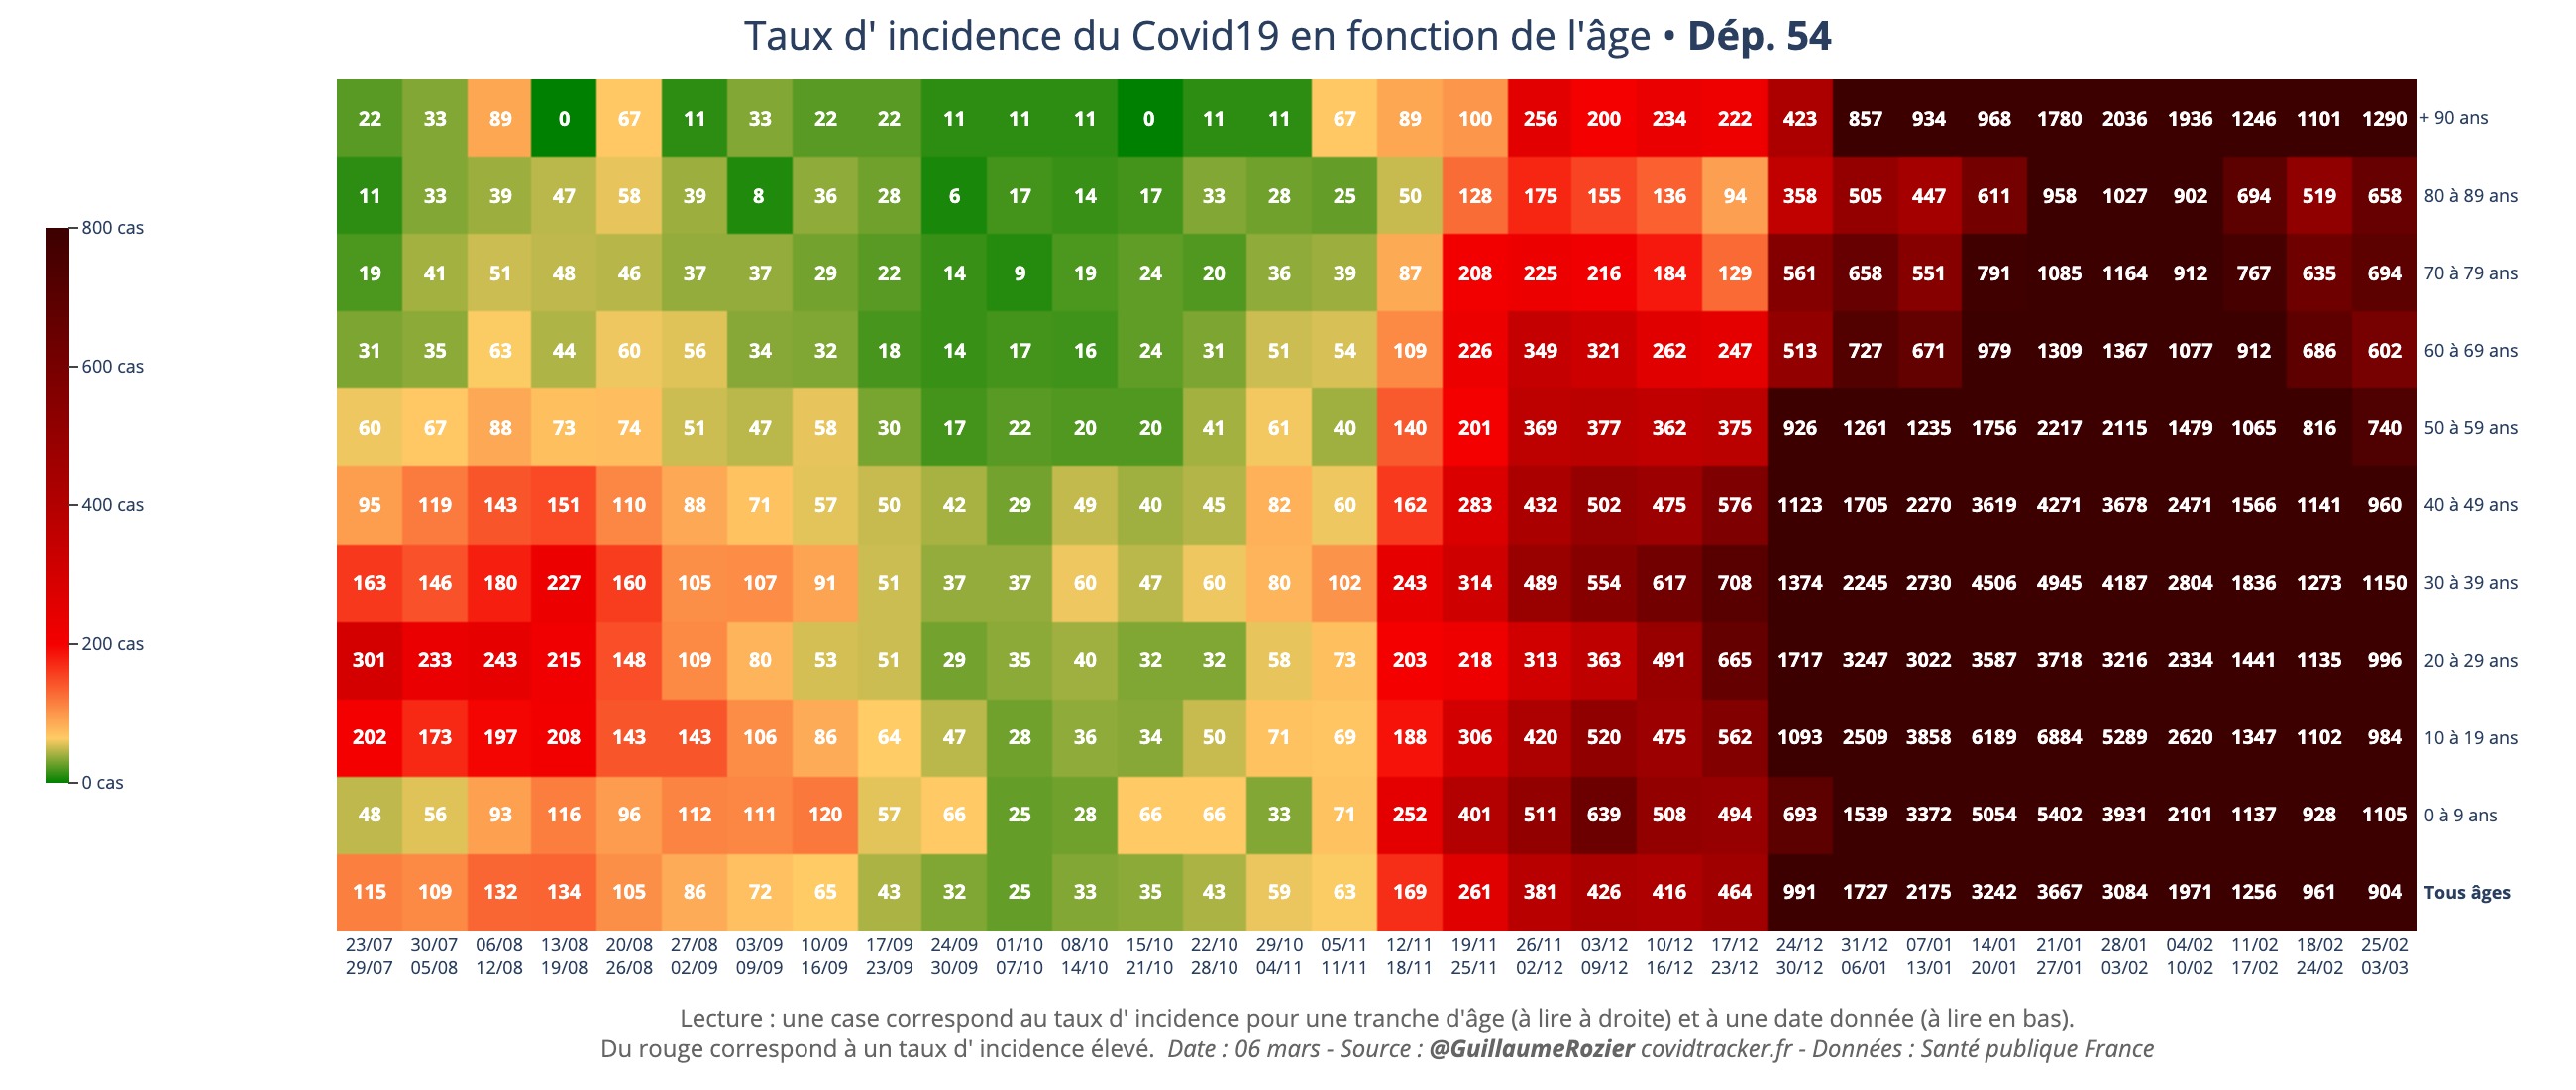 Taux d' incidence du Covid19 en fonction de l'âge • Dép. 54
800 cas
600 cas
400 cas
200 cas
0 cas
22 33 89 0 67 11 33 22 22 11 11 11 0 11 11 67 89 100 256 200 234 222 423 857 934 968 1780 2036 1936 1246 1101 1290 + 90 ans
11 33 39 47 58 39 8 36 28 6 17 14 17 33 28 25 50 128 175 155 136 94 358 505 447 611 958 1027 902 694 519 658 80 à 89 ans
19 41 51 48 46 37 37 29 22 14 9 19 24 20 36 39 87 208 225 216 184 129 561 658 551 791 1085 1164 912 767 635 694 70 à 79 ans
31 35 63 44 60 56 34 32 18 14 17 16 24 31 51 54 109 226 349 321 262 247 513 727 671 979 1309 1367 1077 912 686 602 60 à 69 ans
60 67 88 73 74 51 47 58 30 17 22 20 20 41 61 40 140 201 369 377 362 375 926 1261 1235 1756 2217 2115 1479 1065 816 740 50 à 59 ans
95 119 143 151 110 88 71 57 50 42 29 49 40 45 82 60 162 283 432 502 475 576 1123 1705 2270 3619 4271 3678 2471 1566 1141 960 40 à 49 ans
163 146 180 227 160 105 107 91 51 37 37 60 47 60 80 102 243 314 489 554 617 708 1374 2245 2730 4506 4945 4187 2804 1836 1273 1150 30 à 39 ans
301 233 243 215 148 109 80 53 51 29 35 40 32 32 58 73 203 218 313 363 491 665 1717 3247 3022 3587 3718 3216 2334 1441 1135 996 20 à 29 ans
202 173 197 208 143 143 106 86 64 47 28 36 34 50 71 69 188 306 420 520 475 562 1093 2509 3858 6189 6884 5289 2620 1347 1102 984 10 à 19 ans
48 56 93 116 96 112 111 120 57 66 25 28 66 66 33 71 252 401 511 639 508 494 693 1539 3372 5054 5402 3931 2101 1137 928 1105 0 à 9 ans
115 109 132 134 105 86 72 65 43 32 25 33 35 43 59 63 169 261 381 426 416 464 991 1727 2175 3242 3667 3084 1971 1256 961 904 Tous âges
23/07 30/07 06/08 13/08 20/08 27/08 03/09 10/09 17/09 24/09 01/10 08/10 15/10 22/10 29/10 05/11 12/11 19/11 26/11 03/12 10/12 17/12 24/12 31/12 07/01 14/01 21/01 28/01 04/02 11/02 18/02 25/02
29/07 05/08 12/08 19/08 26/08 02/09 09/09 16/09 23/09 30/09 07/10 14/10 21/10 28/10 04/11 11/11 18/11 25/11 02/12 09/12 16/12 23/12 30/12 06/01 13/01 20/01 27/01 03/02 10/02 17/02 24/02 03/03
Lecture : une case correspond au taux d' incidence pour une tranche d'âge (à lire à droite) et à une date donnée (à lire en bas).
Du rouge correspond à un taux d' incidence élevé. Date : 06 mars - Source : @GuillaumeRozier covidtracker.fr - Données : Santé publique France